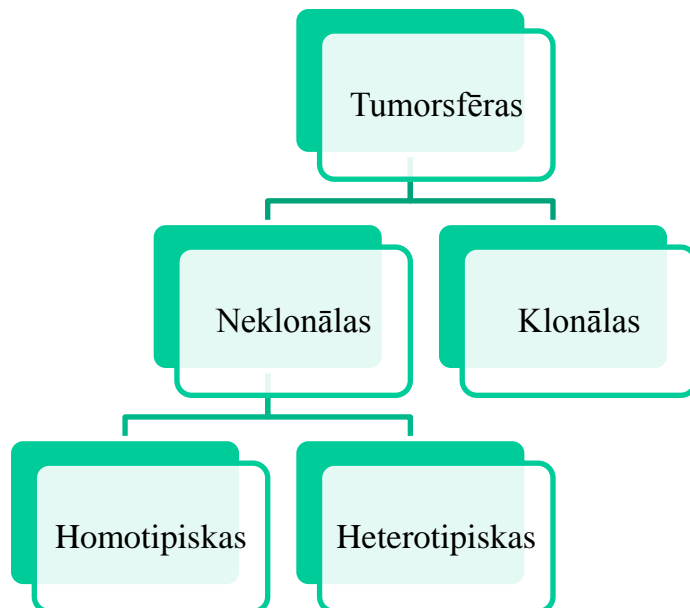 Tumorsfēras
Neklonālas
Klonālas
Homotipiskas
Heterotipiskas